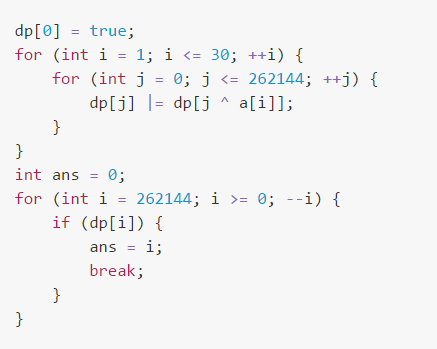 dp[0] = true;
for (int i = 1; i <= 30; ++i) {
    for (int j = 0; j <= 262144; ++j) {
        dp[j] |= dp[j ^ a[i]];
    }
}
int ans = 0;
for (int i = 262144; i >= 0; --i) {
    if (dp[i]) {
        ans = i;
        break;
    }
}